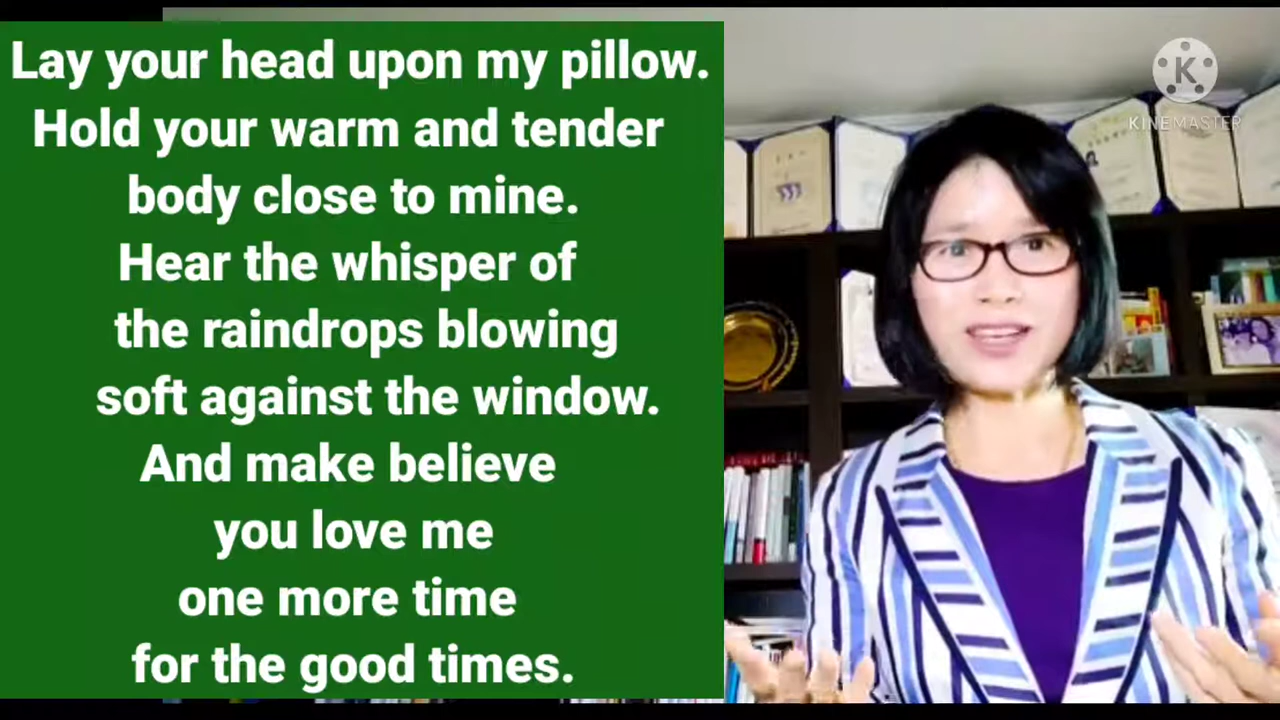 Lay your head upon my pillow.
Hold your warm and tender
body close to mine.
Hear the whisper of
the raindrops blowing
soft against the window.
And make believe
you love me
one more time
for the good times.
K
KINEMASTER